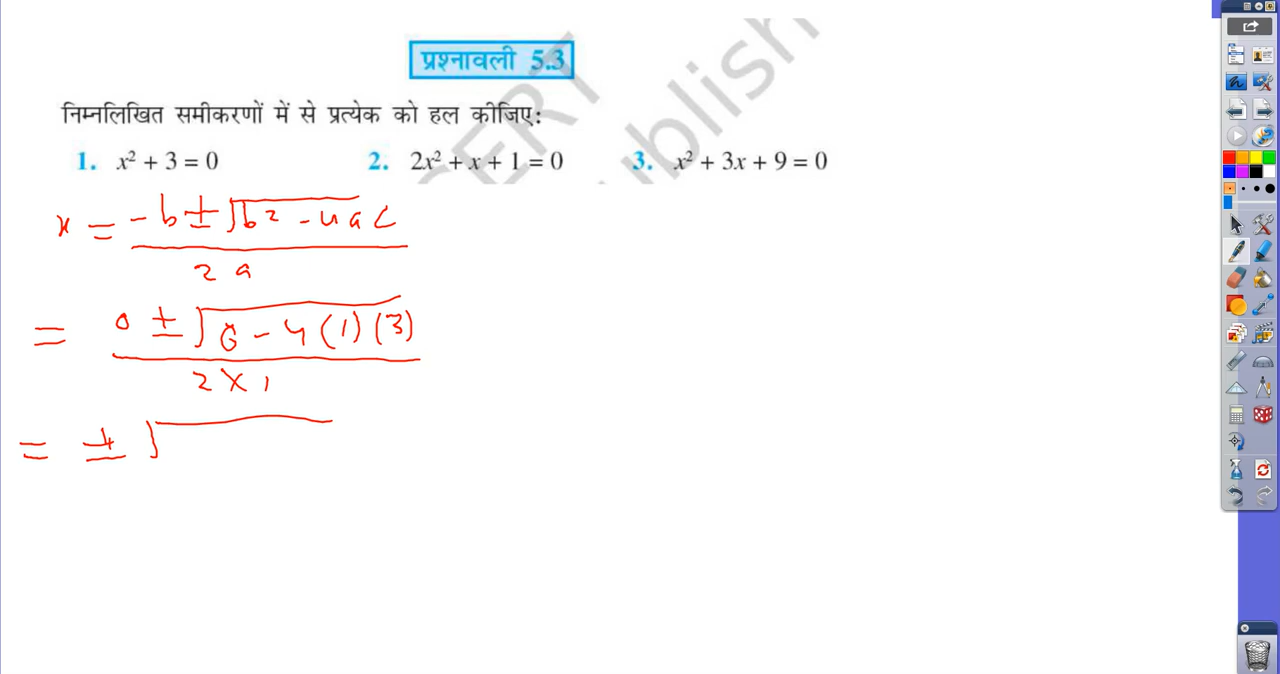 प्रश्नावली 5.3
निम्नलिखित समीकरणों में से प्रत्येक को हल कीजिए:
1. x² + 3 = 0 2. 2x² + x + 1 = 0 3. x² + 3x + 9 = 0
x = -b ± √b² - 4ac
2a
= 0 ± √0 - 4(1)(3)
2 × 1
= ± √